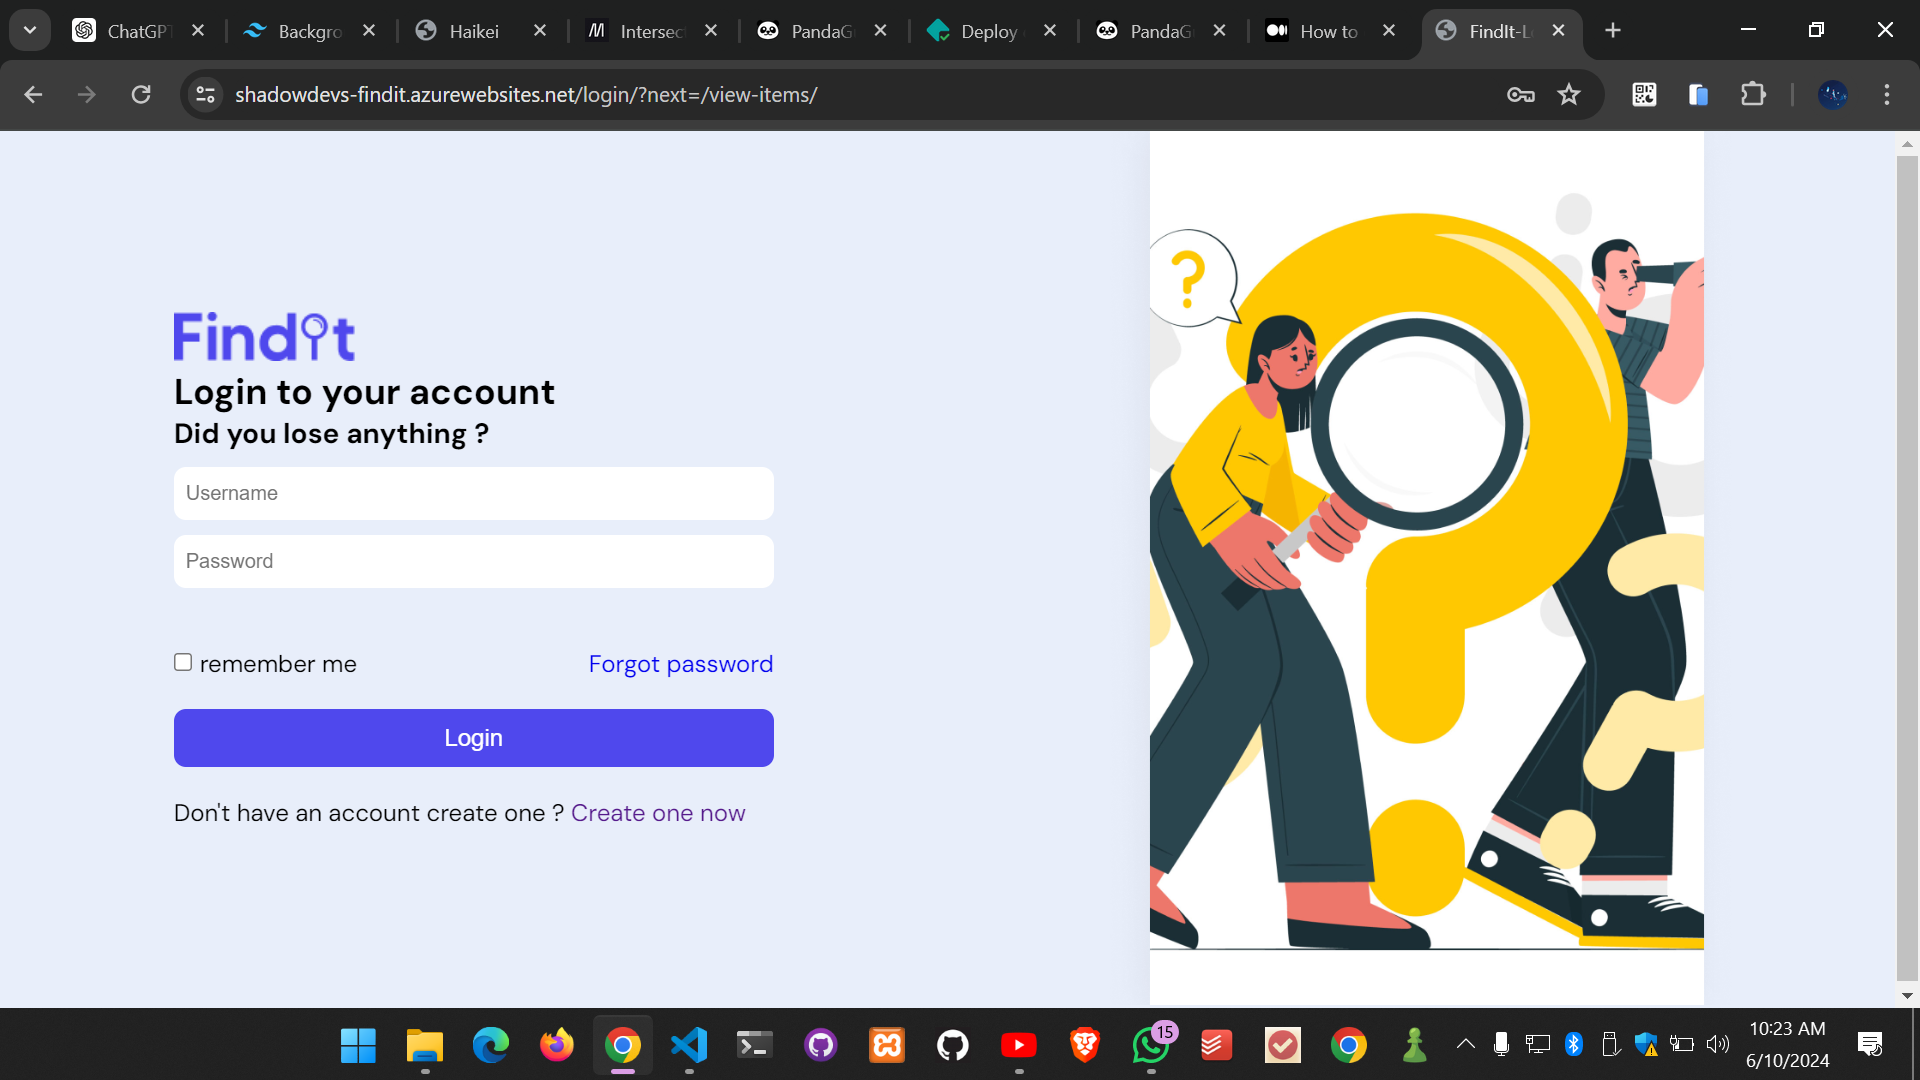 ChatGPT
Backgro
Haikei
Intersec
PandaG
Deploy
PandaG
How to
FindIt-L
shadowdevs-findit.azurewebsites.net/login/?next=/view-items/
?
FindIt
Login to your account
Did you lose anything ?
Username
Password
remember me
Forgot password
Login
Don't have an account create one ? Create one now
15
10:23 AM
6/10/2024